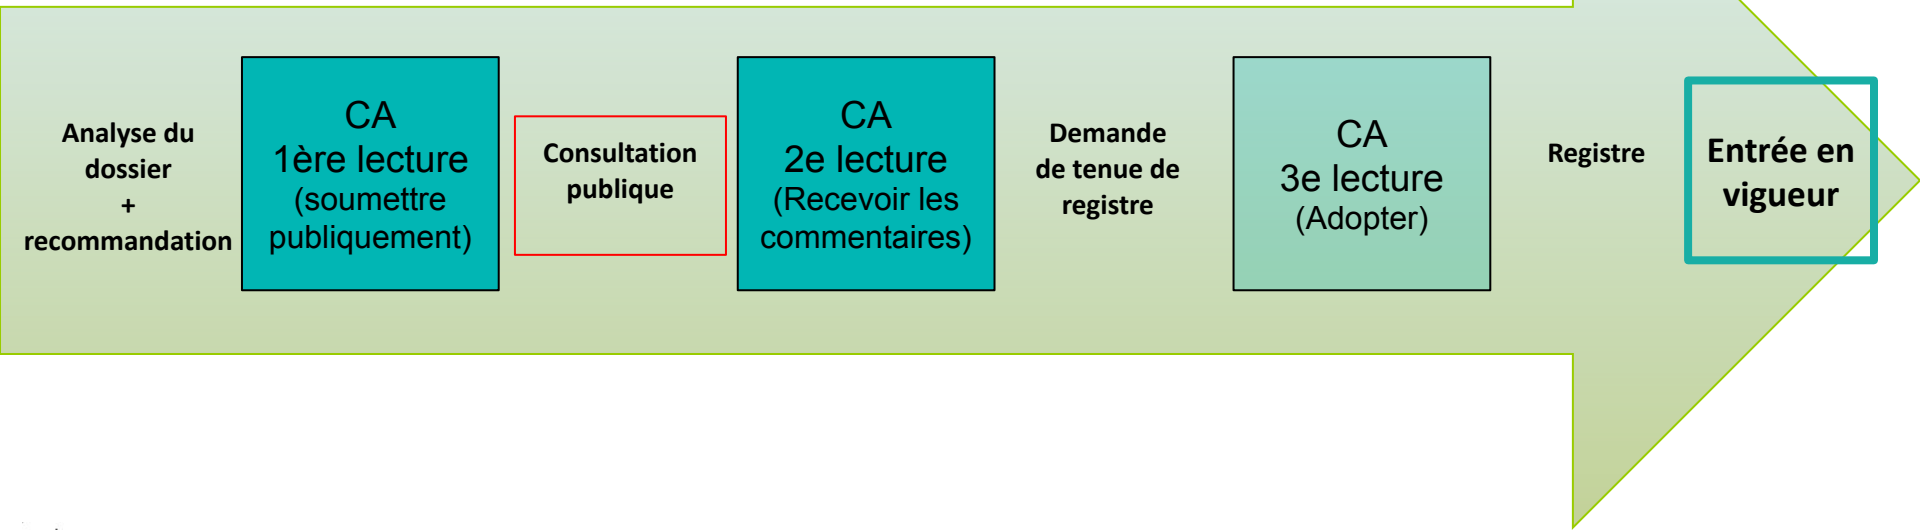 Analyse du
dossier
+
recommandation
CA
1ère lecture
(soumettre
publiquement)
Consultation
publique
CA
2e lecture
(Recevoir les
commentaires)
Demande
de tenue de
registre
CA
3e lecture
(Adopter)
Registre
Entrée en
vigueur